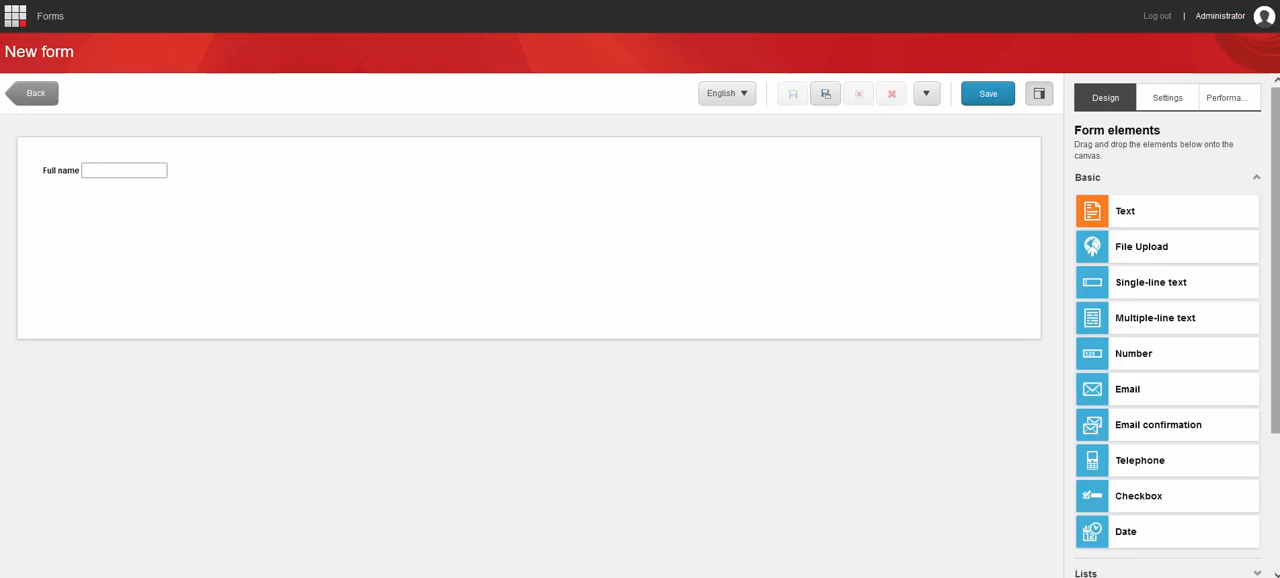 Forms
Log out | Administrator
New form
Back
English
Save
Design
Settings
Performa...
Form elements
Drag and drop the elements below onto the
canvas.
Basic
Full name
Text
File Upload
Single-line text
Multiple-line text
Number
Email
Email confirmation
Telephone
Checkbox
Date
Lists